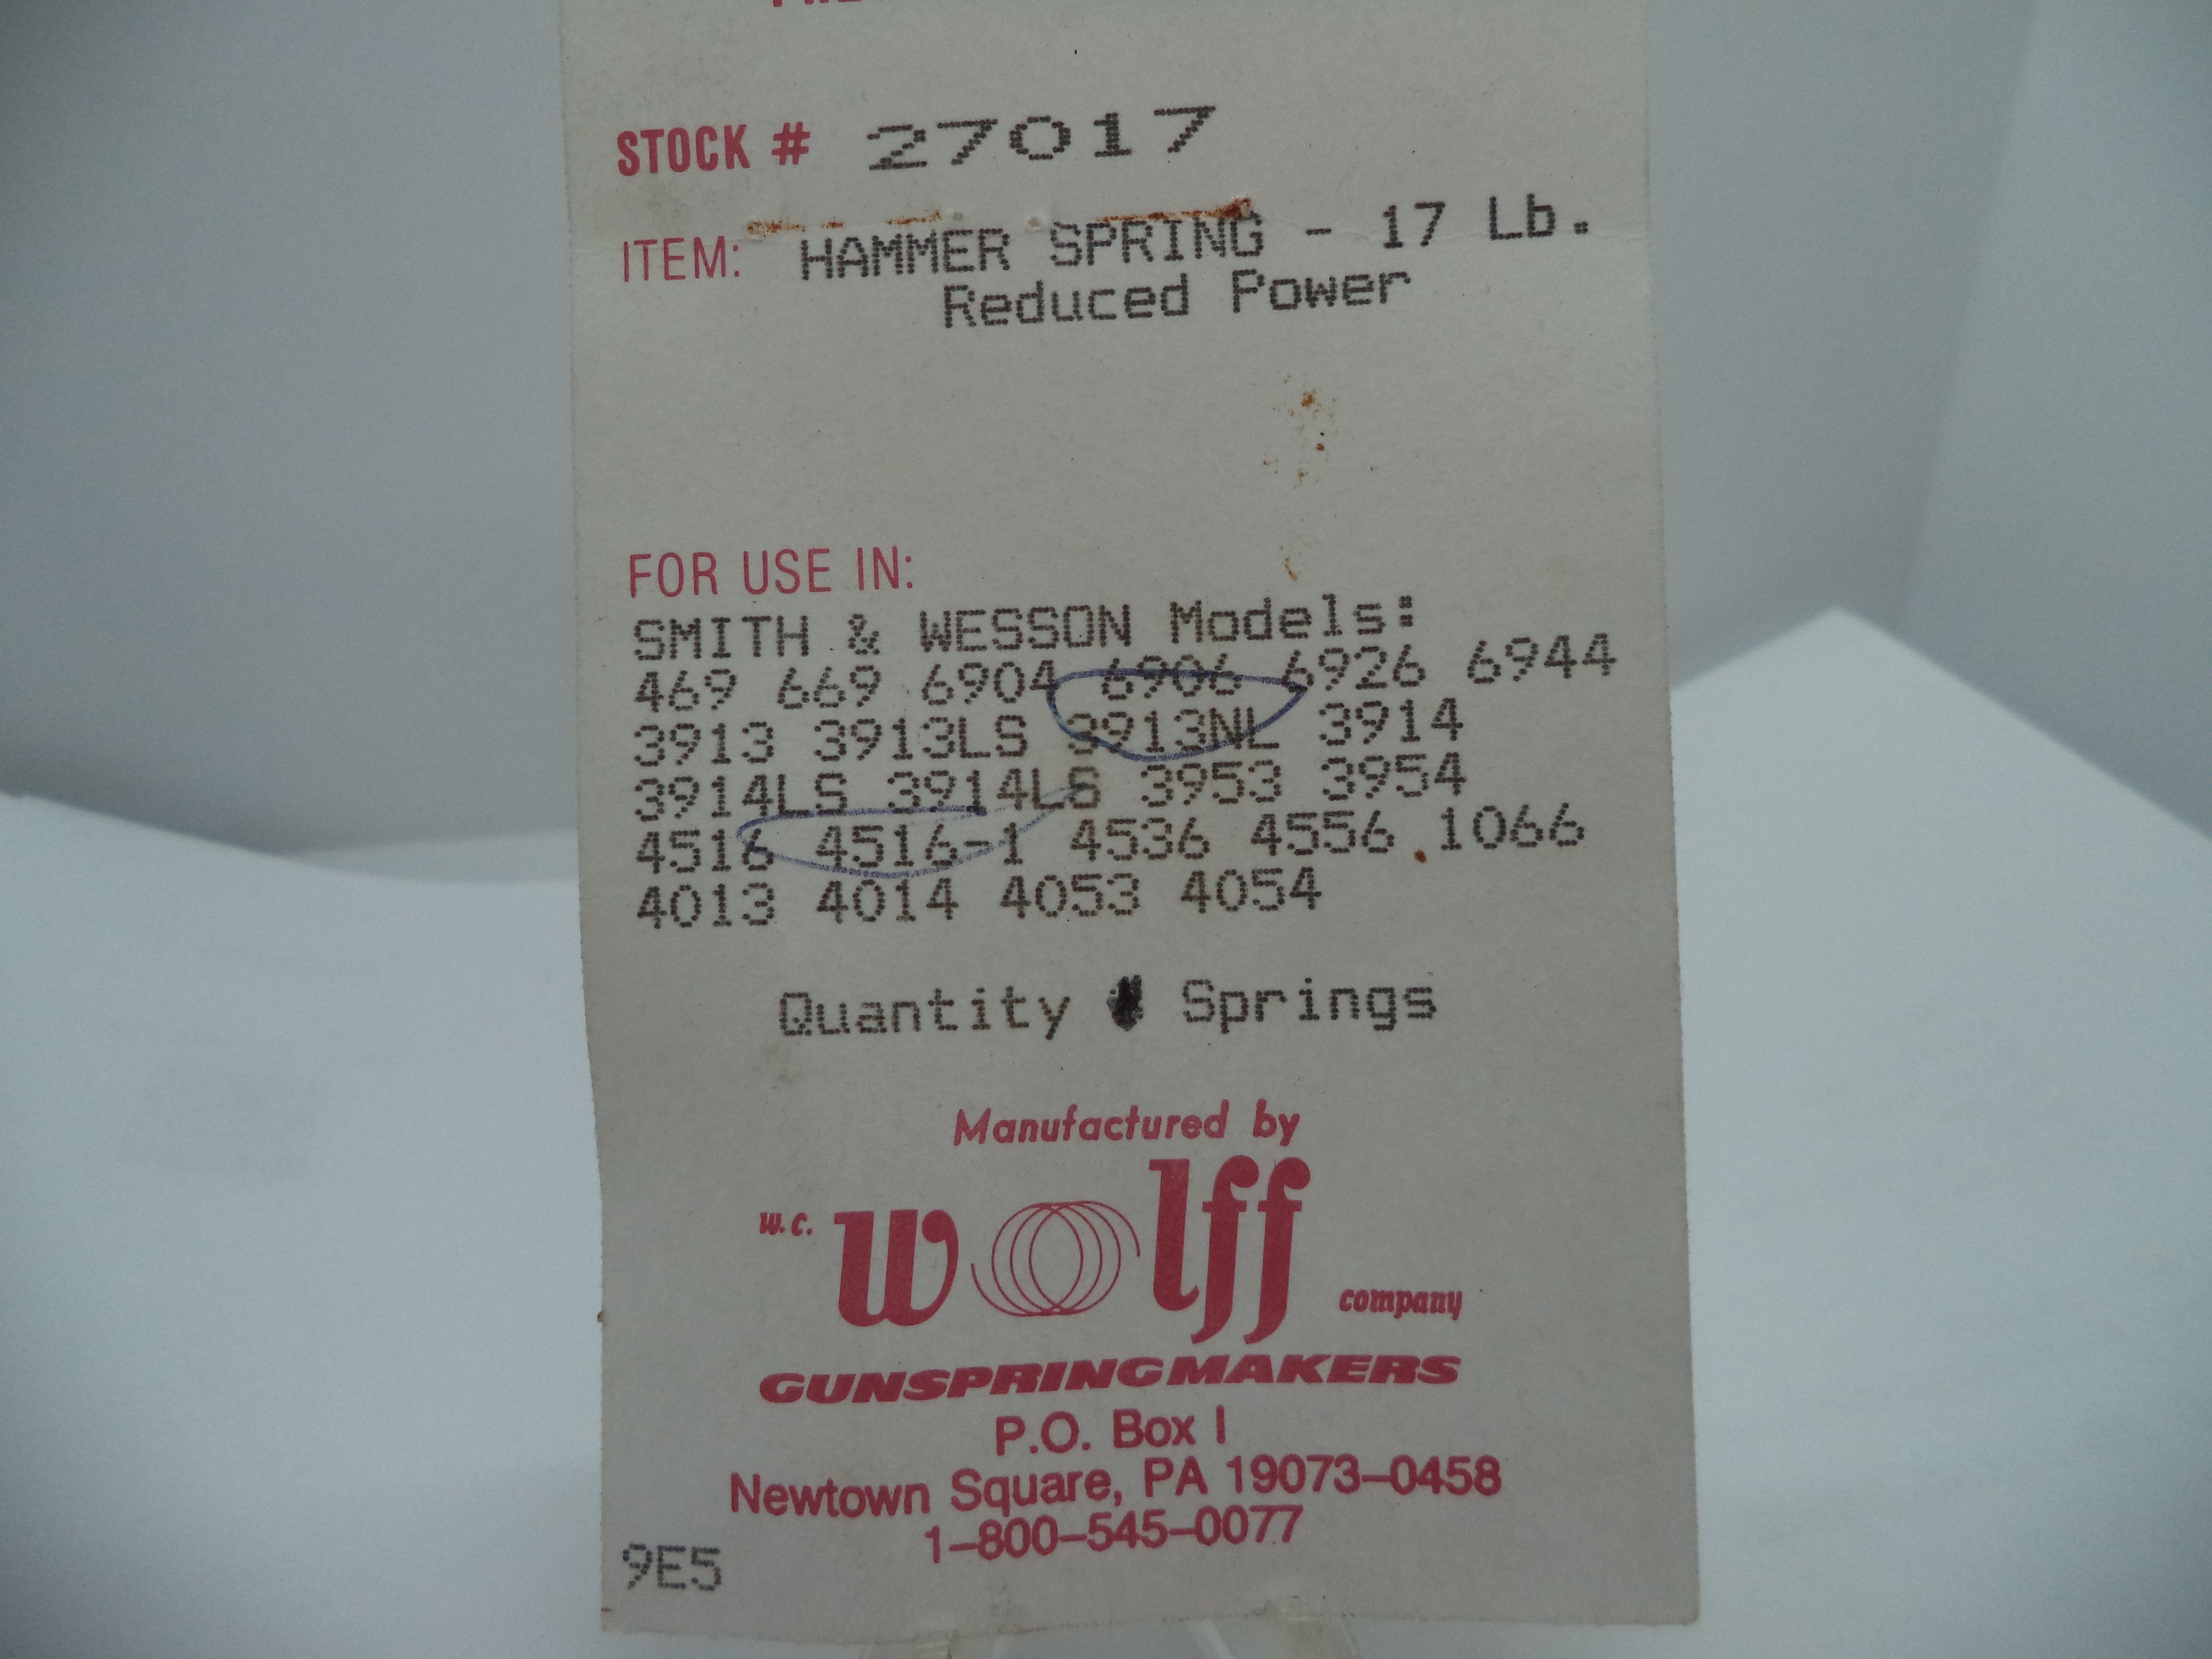 STOCK # 27017
ITEM: HAMMER SPRING - 17 Lb.
Reduced Power
FOR USE IN:
SMITH & WESSON Models:
469 669 6904 6906 6926 6944
3913 3913LS 3913NL 3914
3914LS 3914LS 3953 3954
4516 4516-1 4536 4556 1066
4013 4014 4053 4054
Quantity Springs
Manufactured by
w.c. wolff company
GUNSPRINGMAKERS
P.O. Box I
Newtown Square, PA 19073-0458
1-800-545-0077
9E5